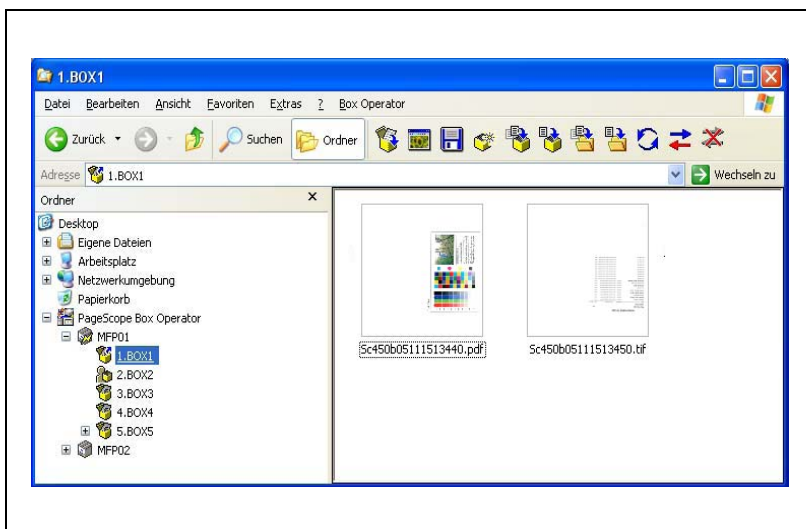 1.BOX1
Datei Bearbeiten Ansicht Favoriten Extras ? Box Operator
Zurück Suchen Ordner
Adresse 1.BOX1 Wechseln zu
Ordner
Desktop
Eigene Dateien
Arbeitsplatz
Netzwerkumgebung
Papierkorb
PageScope Box Operator
MFP01
1.BOX1
2.BOX2
3.BOX3
4.BOX4
5.BOX5
MFP02
Sc450b05111513440.pdf Sc450b05111513450.tif